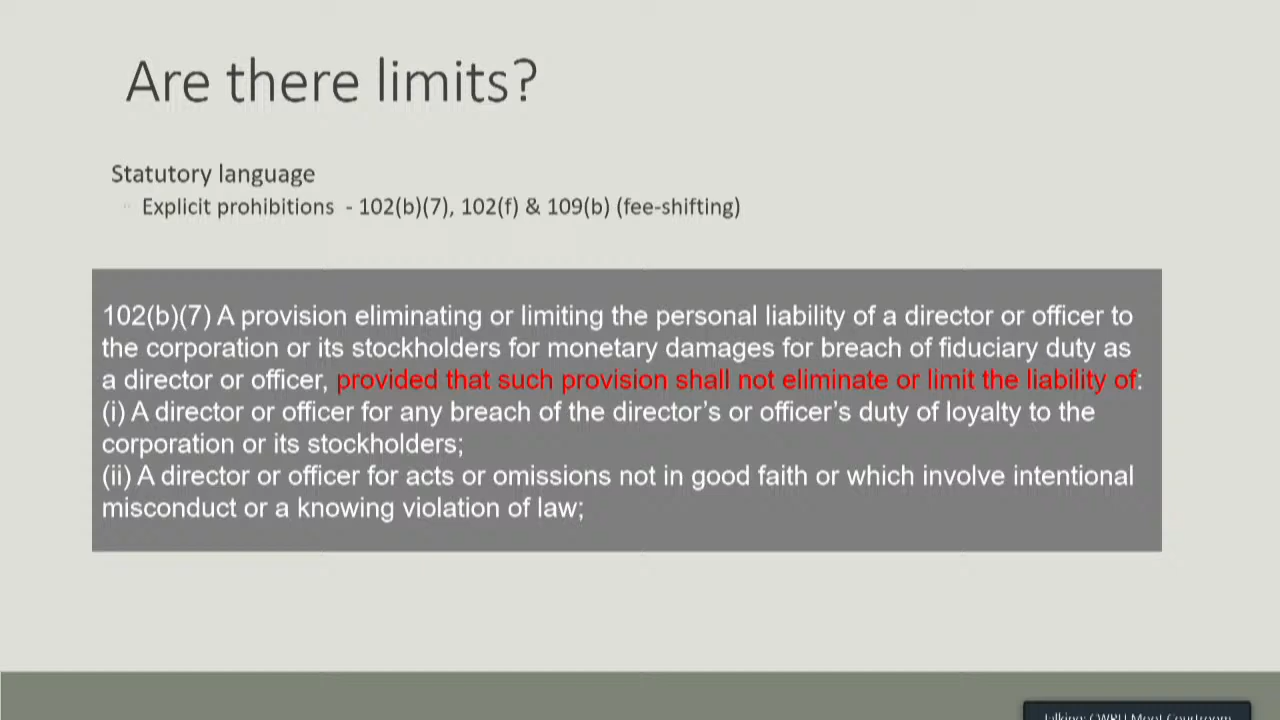 Are there limits?
Statutory language
Explicit prohibitions - 102(b)(7), 102(f) & 109(b) (fee-shifting)
102(b)(7) A provision eliminating or limiting the personal liability of a director or officer to
the corporation or its stockholders for monetary damages for breach of fiduciary duty as
a director or officer, provided that such provision shall not eliminate or limit the liability of:
(i) A director or officer for any breach of the director’s or officer’s duty of loyalty to the
corporation or its stockholders;
(ii) A director or officer for acts or omissions not in good faith or which involve intentional
misconduct or a knowing violation of law;